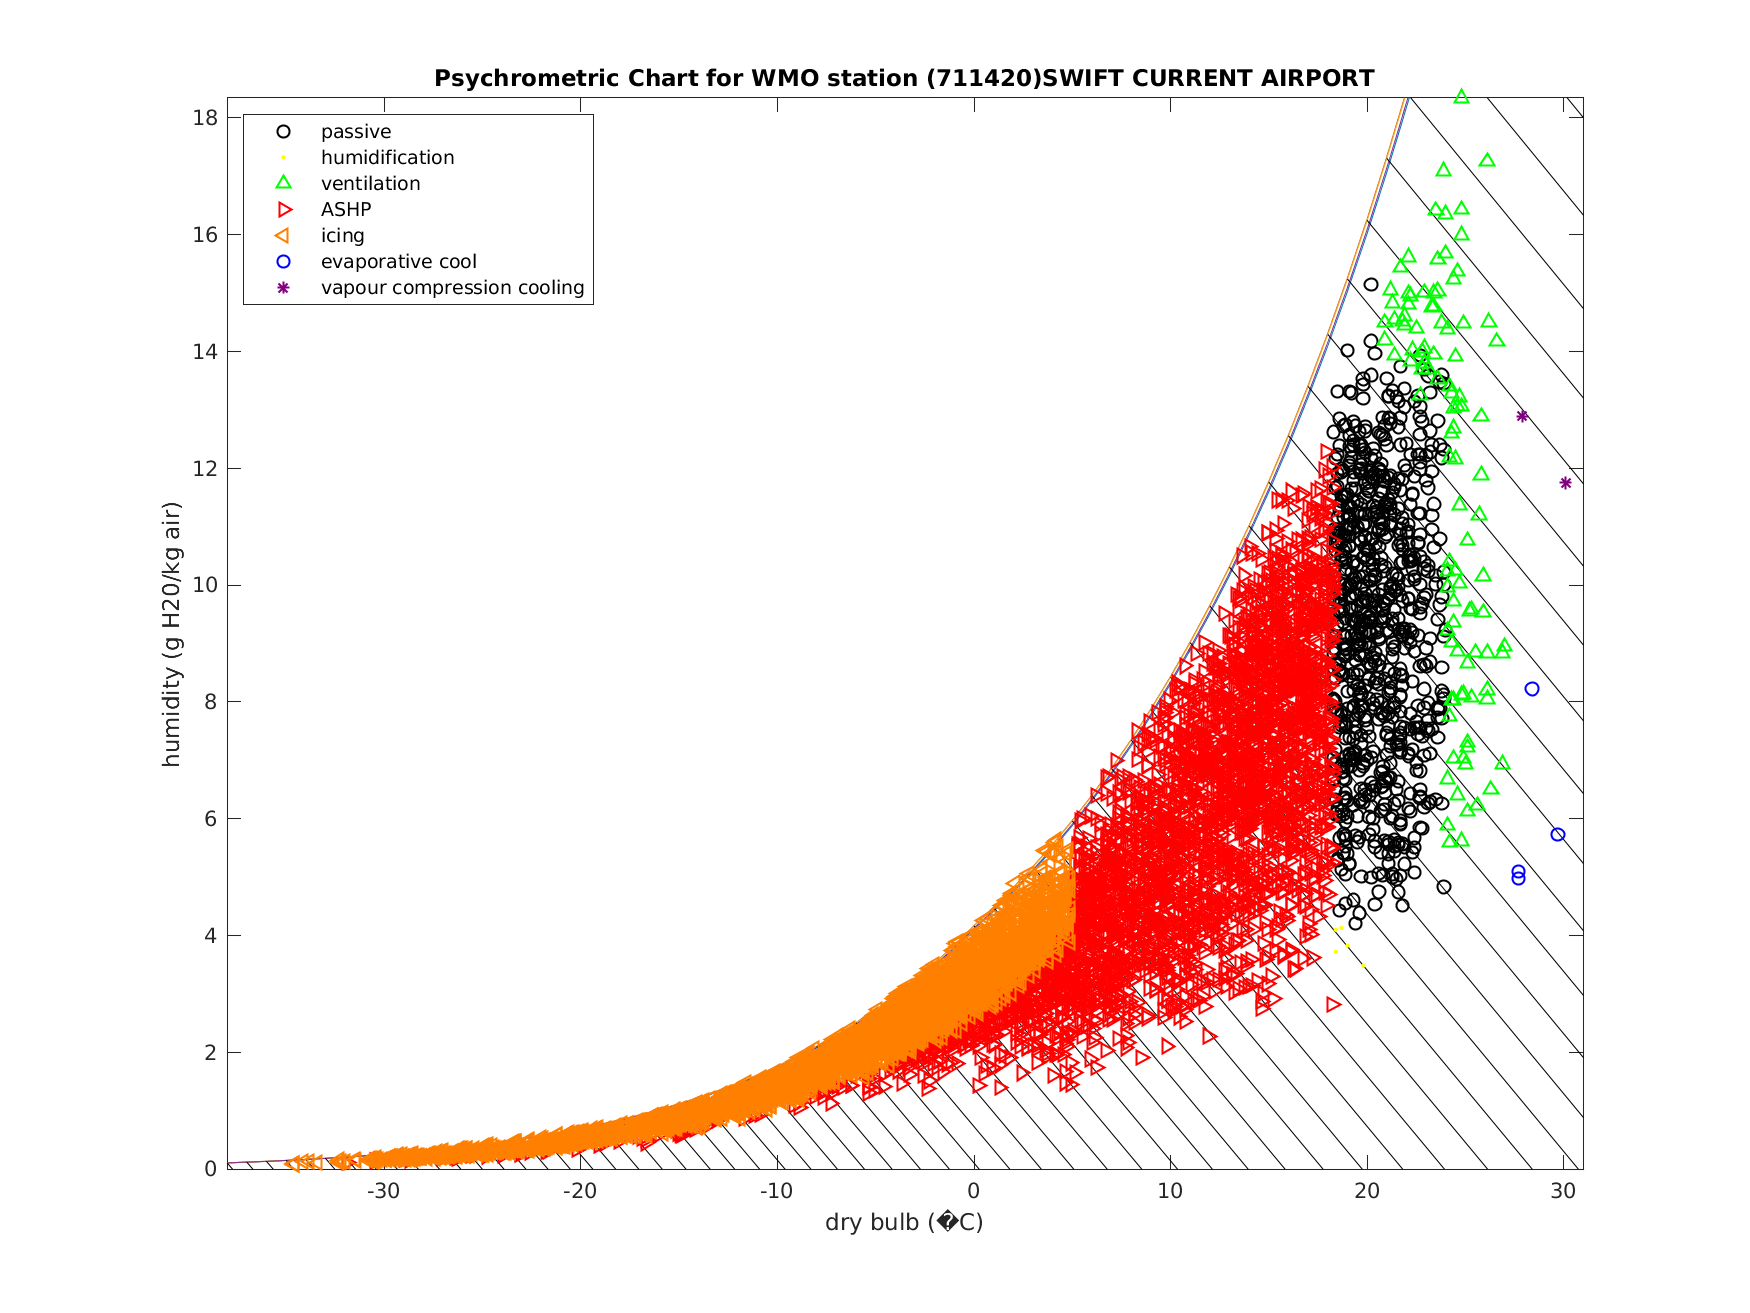 Psychrometric Chart for WMO station (711420)SWIFT CURRENT AIRPORT
passive
humidification
ventilation
ASHP
icing
evaporative cool
vapour compression cooling
humidity (g H20/kg air)
18
16
14
12
10
8
6
4
2
0
-30 -20 -10 0 10 20 30
dry bulb (�C)